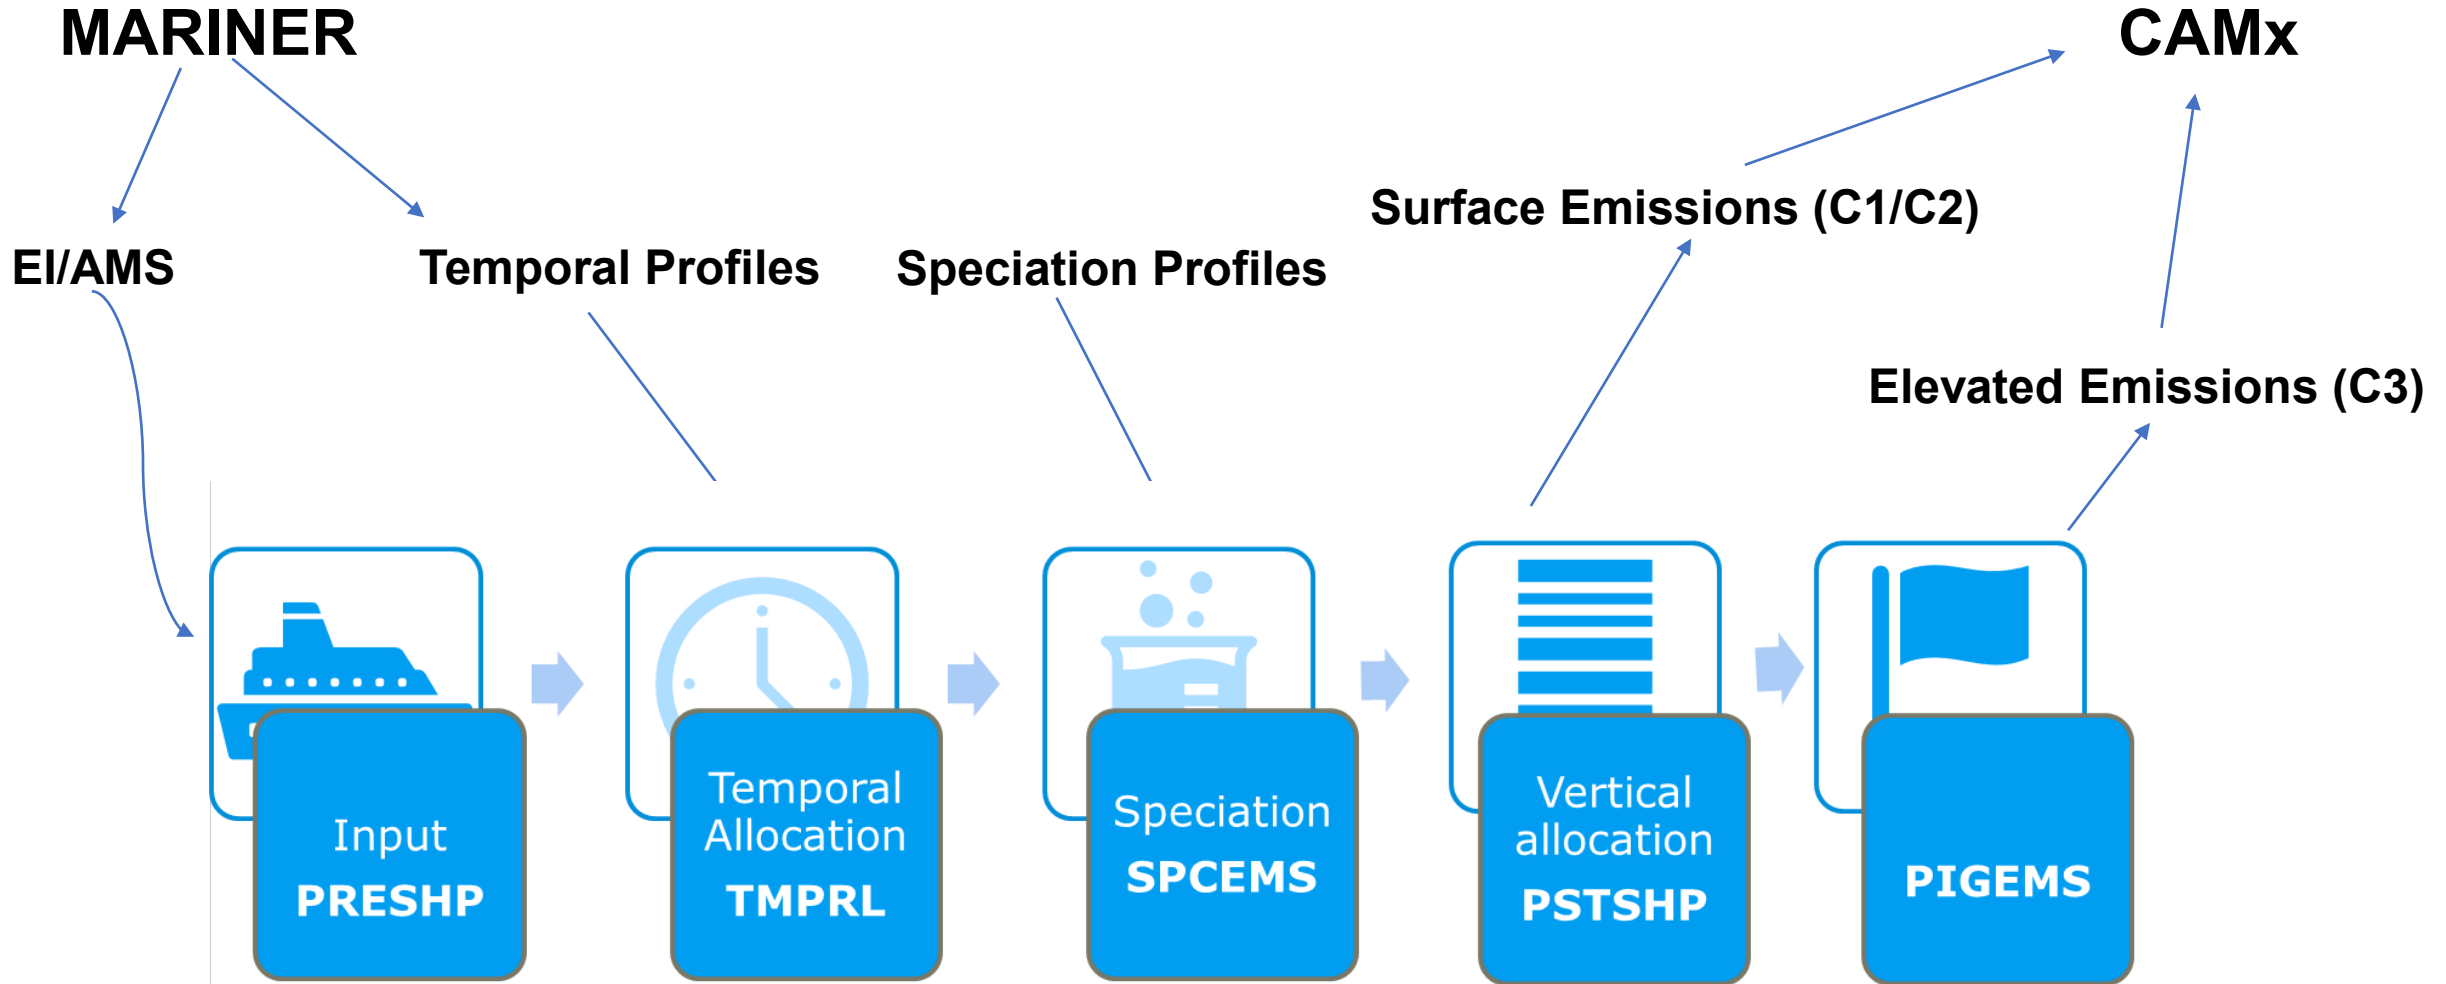 MARINER
CAMx
Surface Emissions (C1/C2)
EI/AMS
Temporal Profiles
Speciation Profiles
Elevated Emissions (C3)
Input
PRESHP
Temporal
Allocation
TMPRL
Speciation
SPCEMS
Vertical
allocation
PSTSHP
PIGEMS